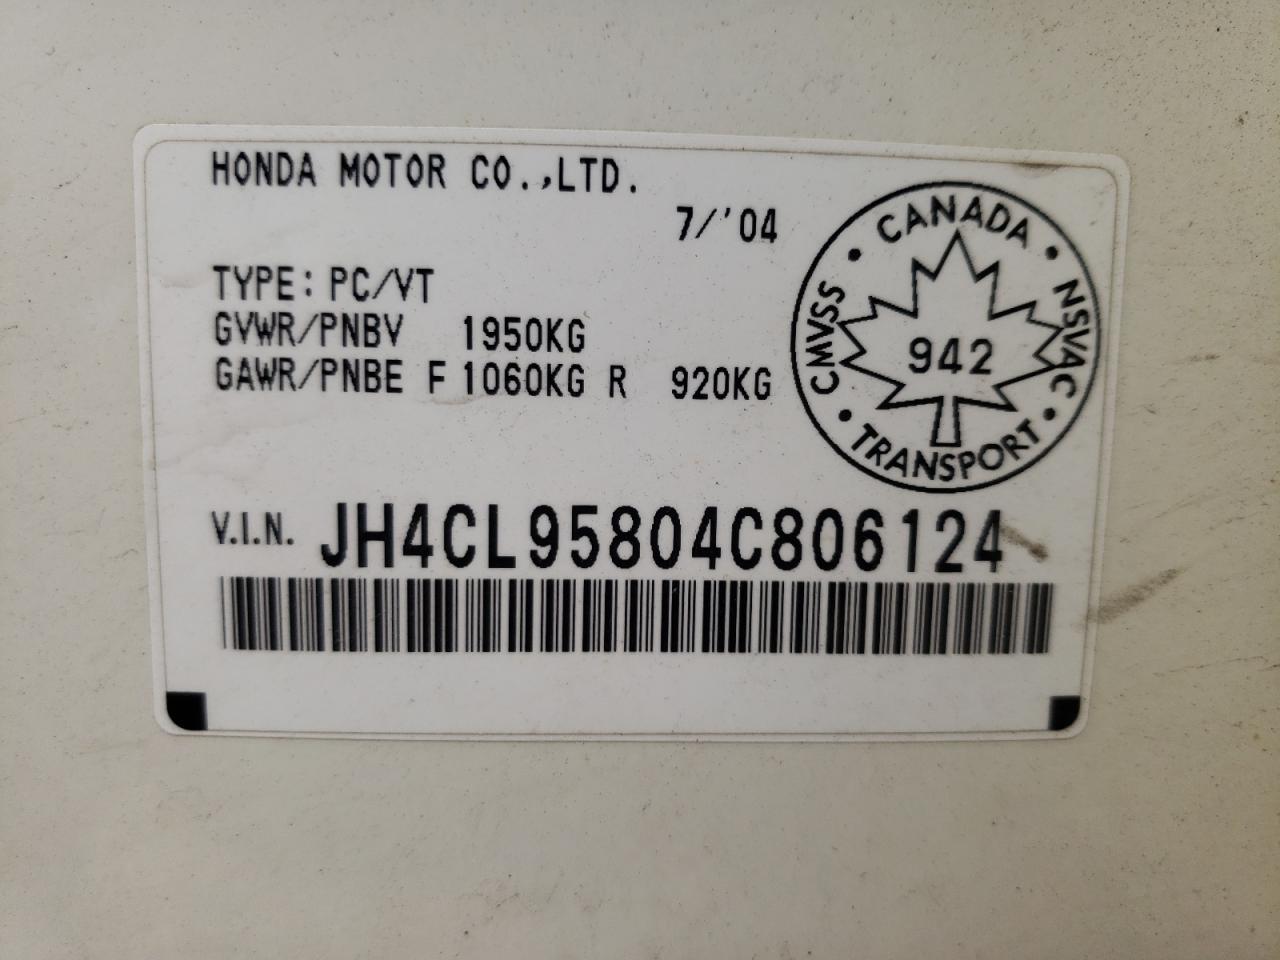 HONDA MOTOR CO.,LTD.
7/'04
TYPE: PC/VT
GVWR/PNBV 1950KG
GAWR/PNBE F 1060KG R 920KG
CANADA • NSVAC • TRANSPORT • CMVSS •
942
V.I.N. JH4CL95804C806124